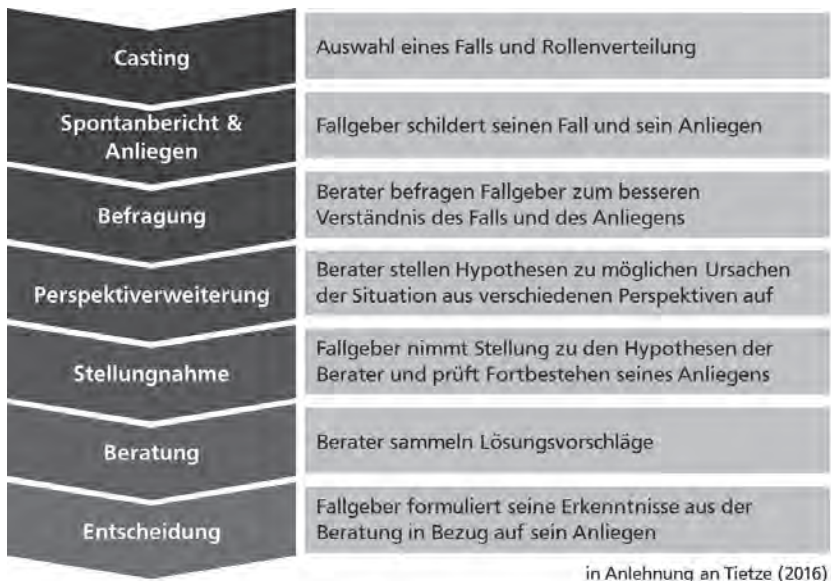 Casting
Auswahl eines Falls und Rollenverteilung
Spontanbericht &
Anliegen
Fallgeber schildert seinen Fall und sein Anliegen
Befragung
Berater befragen Fallgeber zum besseren
Verständnis des Falls und des Anliegens
Perspektiverweiterung
Berater stellen Hypothesen zu möglichen Ursachen
der Situation aus verschiedenen Perspektiven auf
Stellungnahme
Fallgeber nimmt Stellung zu den Hypothesen der
Berater und prüft Fortbestehen seines Anliegens
Beratung
Berater sammeln Lösungsvorschläge
Entscheidung
Fallgeber formuliert seine Erkenntnisse aus der
Beratung in Bezug auf sein Anliegen
in Anlehnung an Tietze (2016)